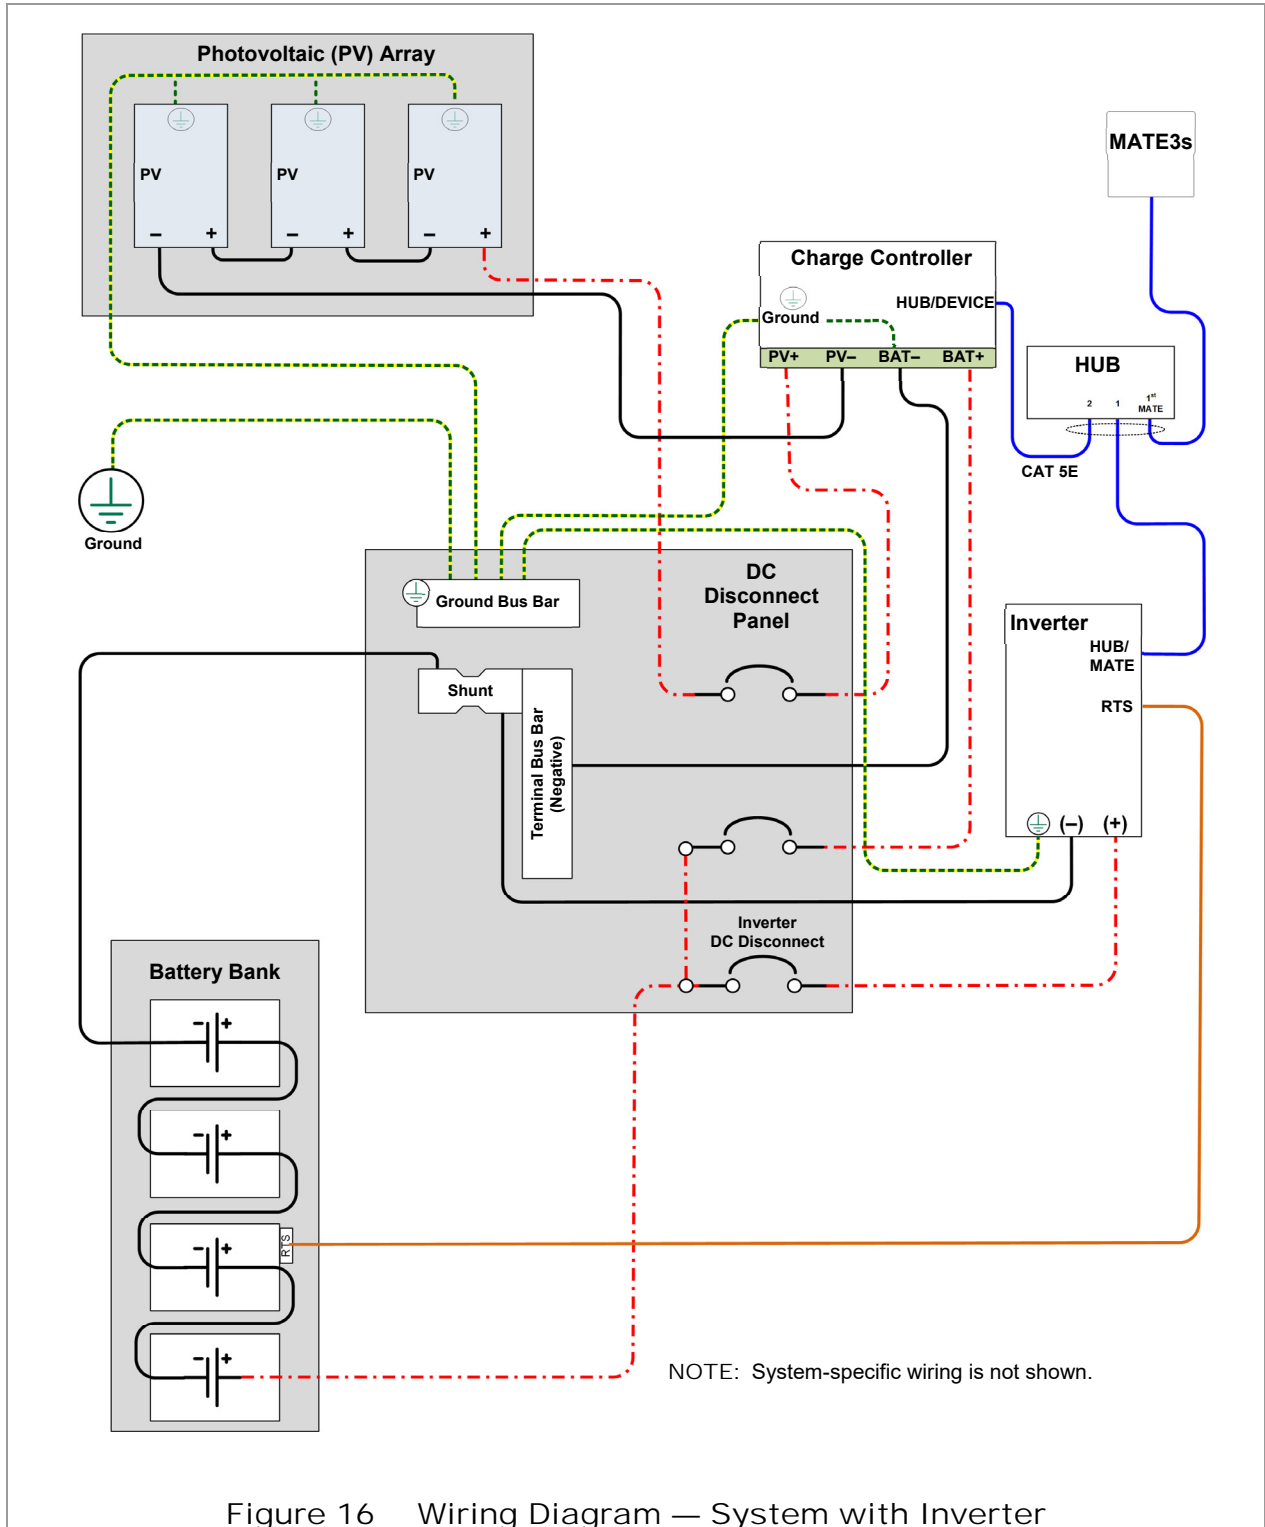 Photovoltaic (PV) Array
PV
PV
PV
– +
– +
– +
MATE3s
Charge Controller
HUB/DEVICE
Ground
PV+ PV– BAT– BAT+
HUB
2 1 1st
MATE
CAT 5E
Ground
DC
Disconnect
Panel
Ground Bus Bar
Shunt
Terminal Bus Bar
(Negative)
Inverter
HUB/
MATE
RTS
(–) (+)
Inverter
DC Disconnect
Battery Bank
- +
- +
RTS
- +
- +
NOTE: System-specific wiring is not shown.
Figure 16 Wiring Diagram — System with Inverter